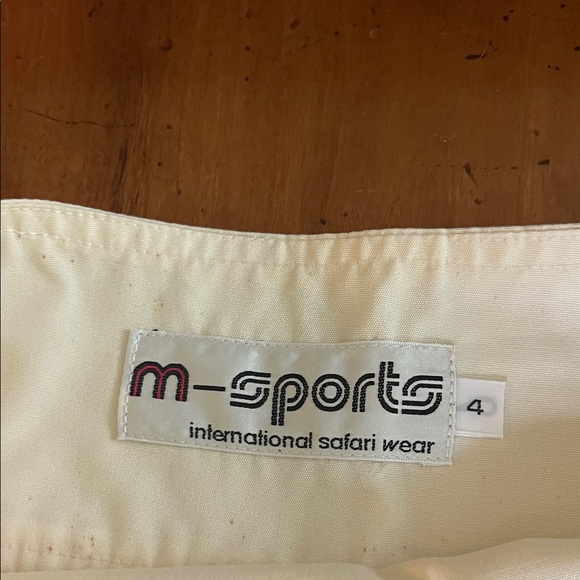 m-sports
4
international safari wear